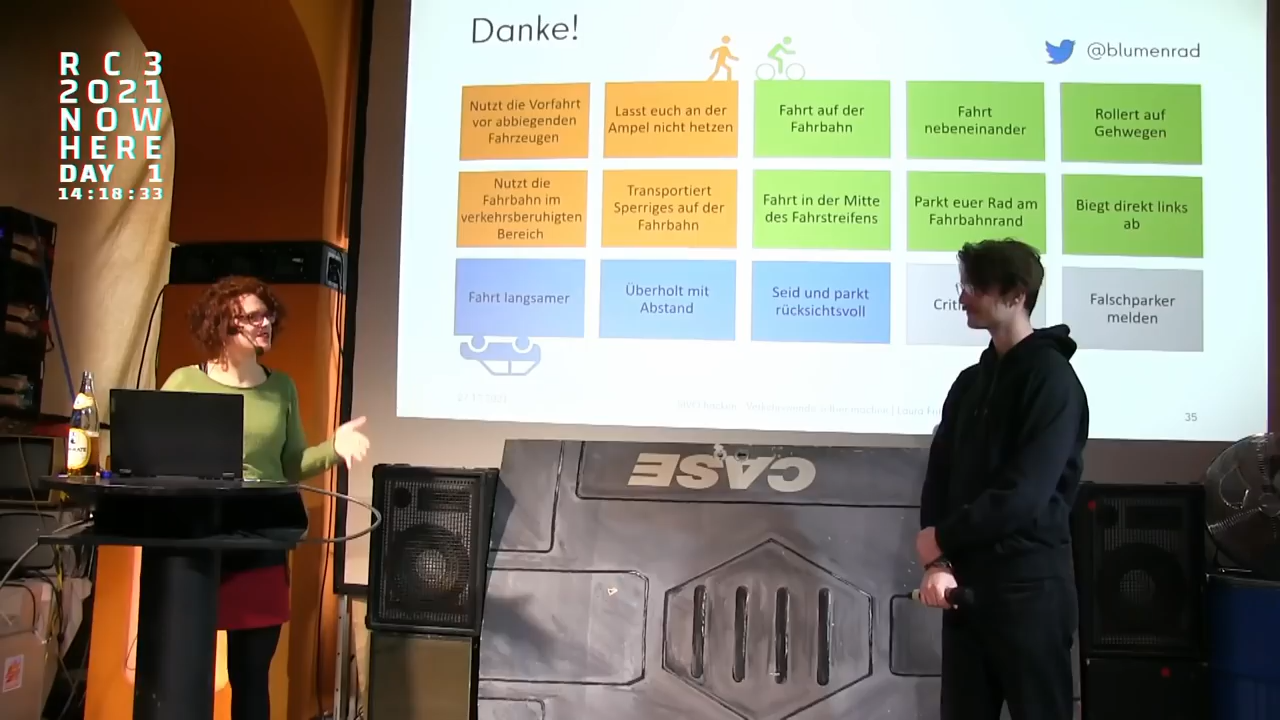 R C 3
2021
NOW
HERE
DAY 1
14:18:33
Danke!
@blumenrad
Nutzt die Vorfahrt
vor abbiegenden
Fahrzeugen
Lasst euch an der
Ampel nicht hetzen
Fahrt auf der
Fahrbahn
Fahrt
nebeneinander
Rollert auf
Gehwegen
Nutzt die
Fahrbahn im
verkehrsberuhigten
Bereich
Transportiert
Sperriges auf der
Fahrbahn
Fahrt in der Mitte
des Fahrstreifens
Parkt euer Rad am
Fahrbahnrand
Biegt direkt links
ab
Fahrt langsamer
Überholt mit
Abstand
Seid und parkt
rücksichtsvoll
Falschparker
melden
35
CASE